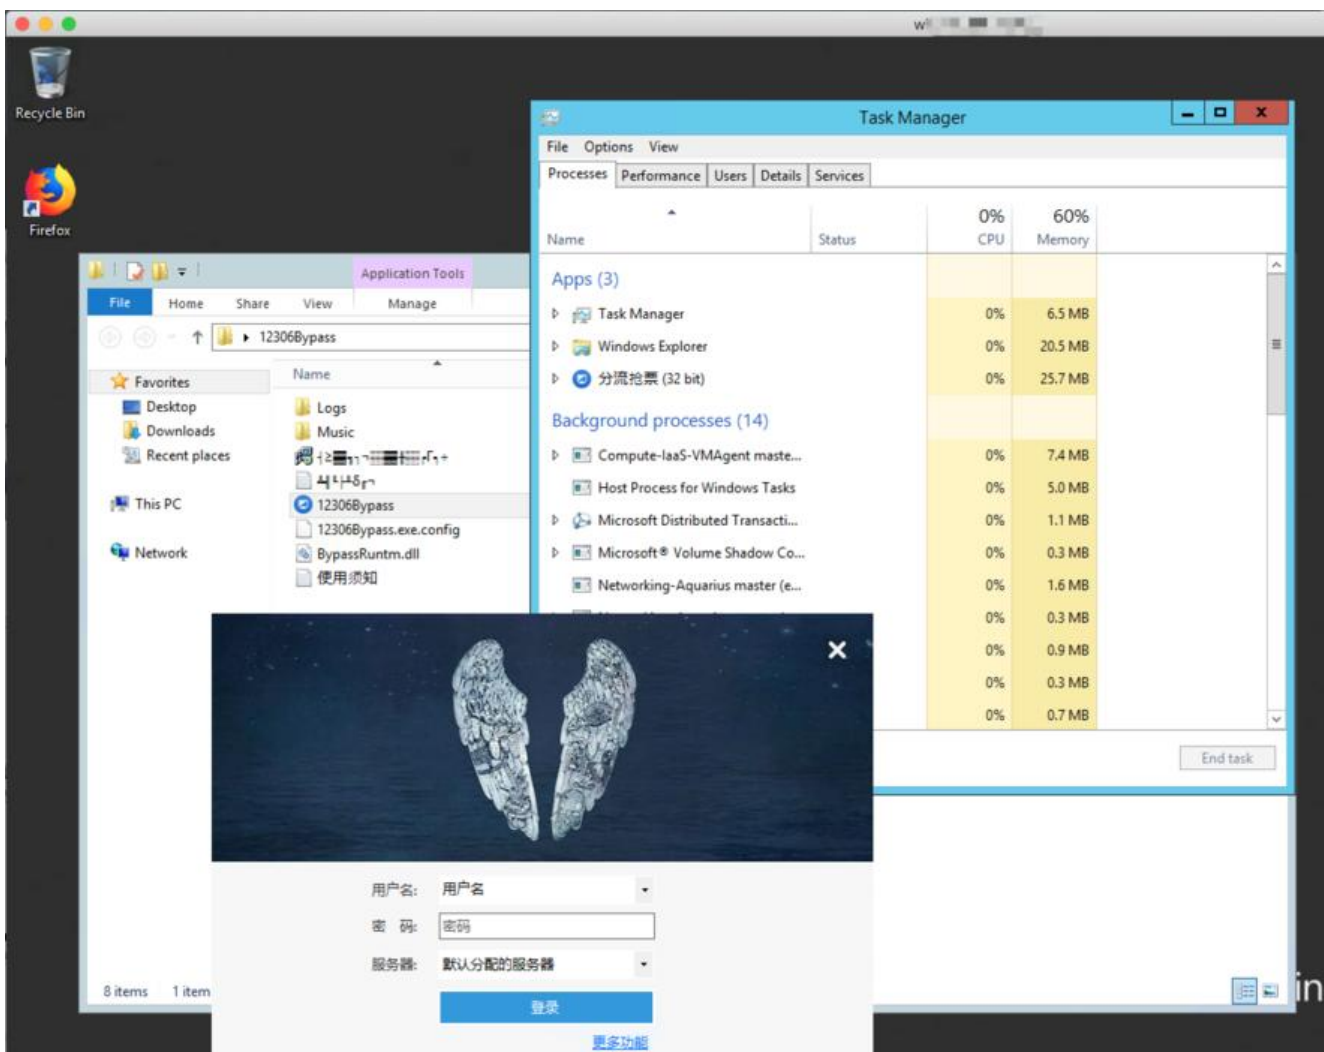 Recycle Bin
Firefox
Task Manager
File Options View
Processes Performance Users Details Services
0% 60%
Name Status CPU Memory
Apps (3)
Task Manager 0% 6.5 MB
Windows Explorer 0% 20.5 MB
分流抢票 (32 bit) 0% 25.7 MB
Background processes (14)
Compute-IaaS-VMAgent maste... 0% 7.4 MB
Host Process for Windows Tasks 0% 5.0 MB
Microsoft Distributed Transacti... 0% 1.1 MB
Microsoft® Volume Shadow Co... 0% 0.3 MB
Networking-Aquarius master (e... 0% 1.6 MB
0% 0.3 MB
0% 0.9 MB
0% 0.3 MB
0% 0.7 MB
End task
Application Tools
File Home Share View Manage
12306Bypass
Favorites
Desktop
Downloads
Recent places
This PC
Network
Name
Logs
Music
12306Bypass
12306Bypass.exe.config
BypassRuntm.dll
使用须知
8 items 1 item
用户名: 用户名
密 码: 密码
服务器: 默认分配的服务器
登录
更多功能